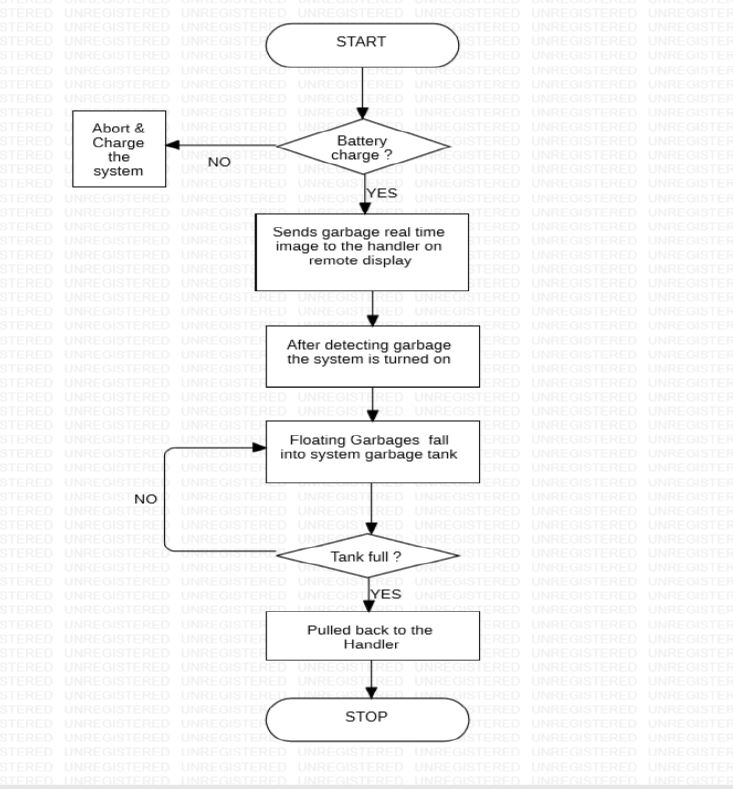 START
Battery
charge ?
NO
Abort &
Charge
the
system
YES
Sends garbage real time
image to the handler on
remote display
After detecting garbage
the system is turned on
Floating Garbages fall
into system garbage tank
NO
Tank full ?
YES
Pulled back to the
Handler
STOP
UNREGISTERED